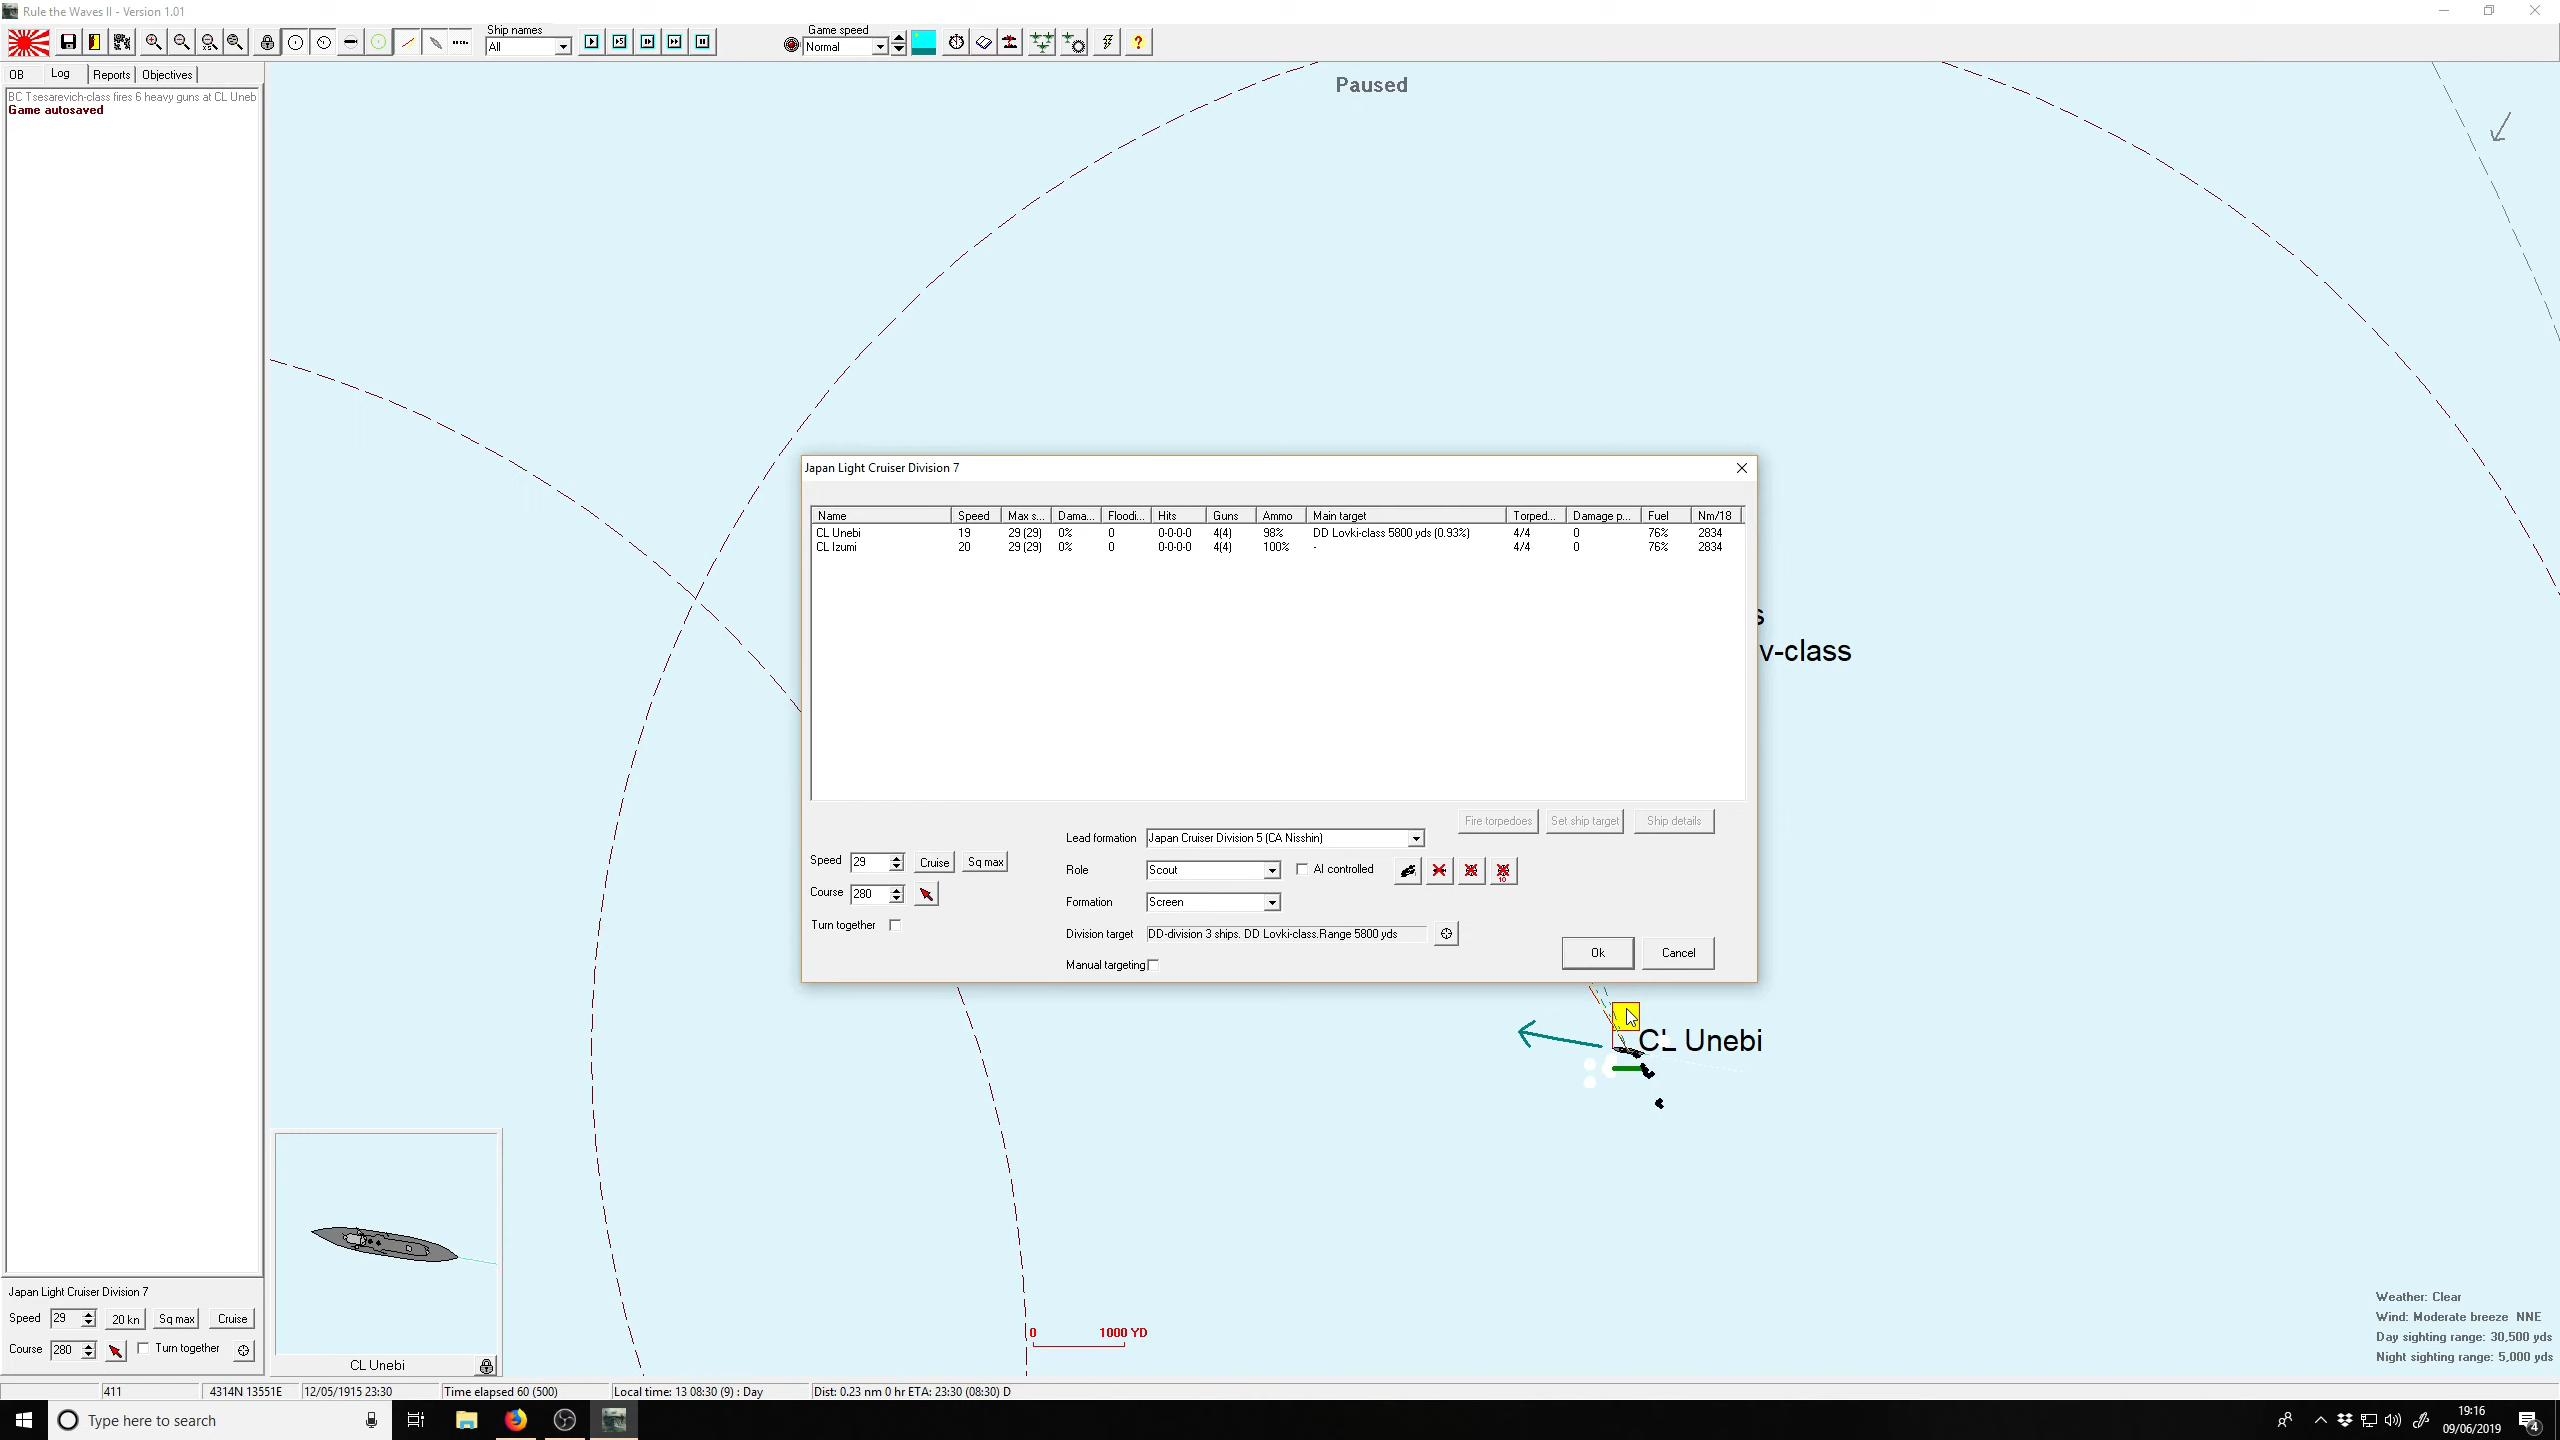 Rule the Waves II - Version 1.01
Ship names
All
Game speed
Normal
OB
Log
Reports
Objectives
BC Tsesarevich-class fires 6 heavy guns at CL Uneb
Game autosaved
Paused
Japan Light Cruiser Division 7
Name Speed Max s... Dama... Floodi... Hits Guns Ammo Main target Torped... Damage p... Fuel Nm/18
CL Unebi 19 29 (29) 0% 0 0-0-0-0 4(4) 98% DD Lovki-class 5800 yds (0.93%) 4/4 0 76% 2834
CL Izumi 20 29 (29) 0% 0 0-0-0-0 4(4) 100% - 4/4 0 76% 2834
s
v-class
Fire torpedoes
Set ship target
Ship details
Lead formation Japan Cruiser Division 5 (CA Nisshin)
Speed 29 Cruise Sq max
Role Scout AI controlled
10
Course 280
Formation Screen
Turn together
Division target DD-division 3 ships. DD Lovki-class.Range 5800 yds
Manual targeting
Ok
Cancel
CL Unebi
0 1000 YD
CL Unebi
Japan Light Cruiser Division 7
Speed 29 20 kn Sq max Cruise
Course 280 Turn together
Weather: Clear
Wind: Moderate breeze NNE
Day sighting range: 30,500 yds
Night sighting range: 5,000 yds
411
4314N 13551E
12/05/1915 23:30
Time elapsed 60 (500)
Local time: 13 08:30 (9) : Day
Dist: 0.23 nm 0 hr ETA: 23:30 (08:30) D
Type here to search
19:16
09/06/2019
4